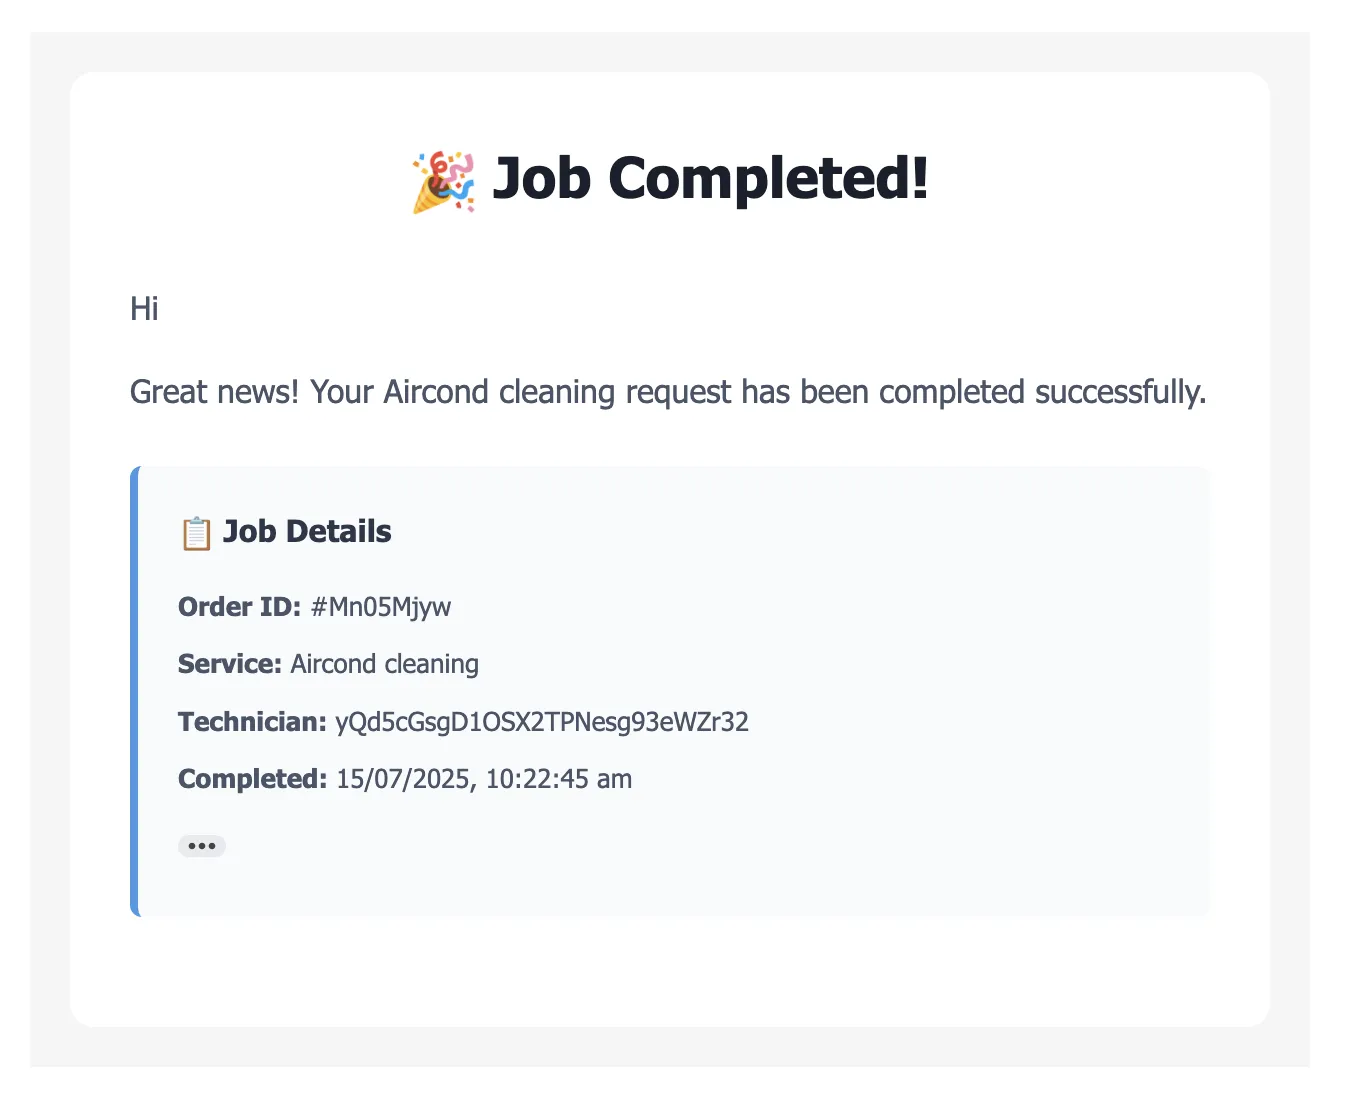 🎉 Job Completed!
Hi
Great news! Your Aircond cleaning request has been completed successfully.
📋 Job Details
Order ID: #Mn05Mjyw
Service: Aircond cleaning
Technician: yQd5cGsgD1OSX2TPNesg93eWZr32
Completed: 15/07/2025, 10:22:45 am
•••